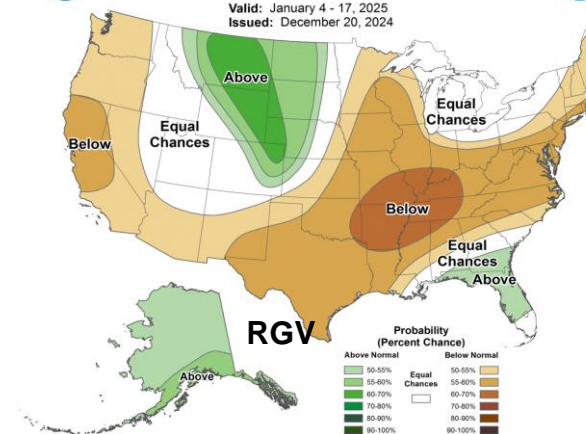 Valid: January 4 - 17, 2025
Issued: December 20, 2024
Above
Equal
Chances
Equal
Chances
Below
Below
Equal
Chances
Above
RGV
Above
Probability
(Percent Chance)
Above Normal
Below Normal
Equal
Chances
50-55%
50-55%
55-60%
55-60%
60-70%
60-70%
70-80%
70-80%
80-90%
80-90%
90-100%
90-100%